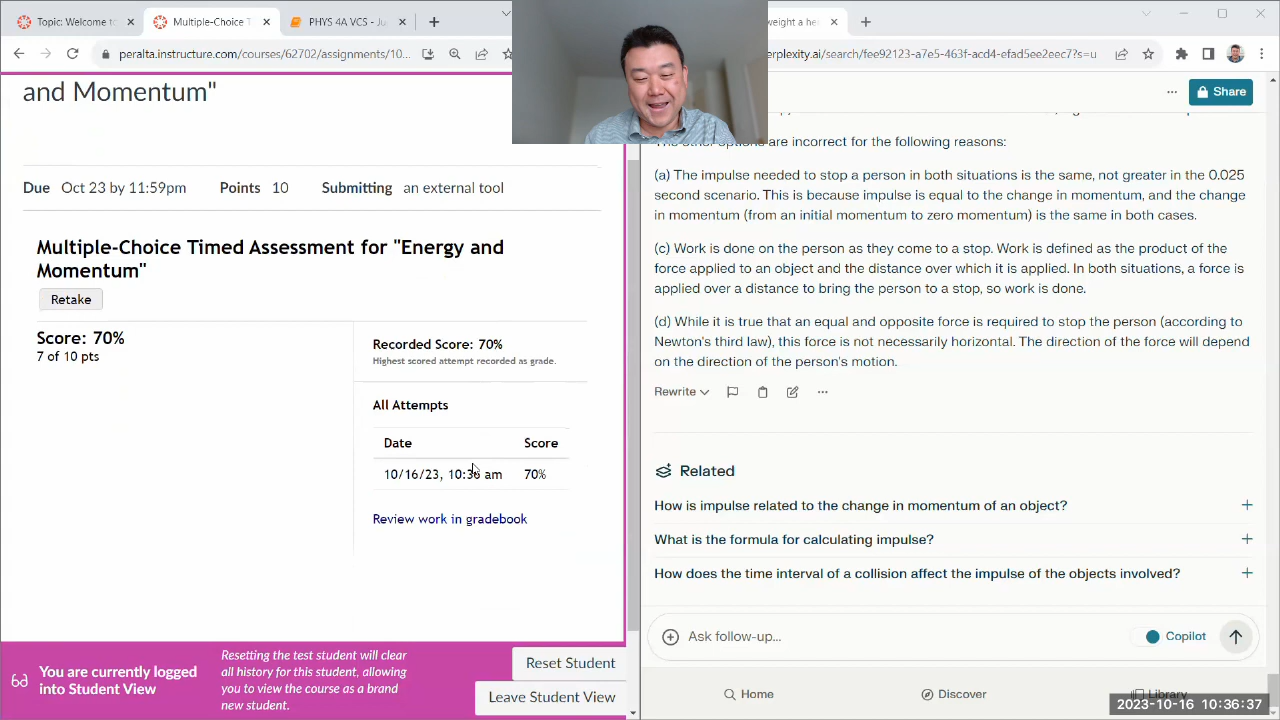 Topic: Welcome to
Multiple-Choice T
PHYS 4A VCS - Ju
weight a he
peralta.instructure.com/courses/62702/assignments/10...
erplexity.ai/search/fee92123-a7e5-463f-acd4-efad5ee2eec7?s=u
and Momentum"
Share
The other options are incorrect for the following reasons:
Due Oct 23 by 11:59pm Points 10 Submitting an external tool
(a) The impulse needed to stop a person in both situations is the same, not greater in the 0.025
second scenario. This is because impulse is equal to the change in momentum, and the change
in momentum (from an initial momentum to zero momentum) is the same in both cases.
Multiple-Choice Timed Assessment for "Energy and
Momentum"
Retake
(c) Work is done on the person as they come to a stop. Work is defined as the product of the
force applied to an object and the distance over which it is applied. In both situations, a force is
applied over a distance to bring the person to a stop, so work is done.
Score: 70%
7 of 10 pts
Recorded Score: 70%
Highest scored attempt recorded as grade.
(d) While it is true that an equal and opposite force is required to stop the person (according to
Newton's third law), this force is not necessarily horizontal. The direction of the force will depend
on the direction of the person's motion.
Rewrite
All Attempts
Date Score
10/16/23, 10:36 am 70%
Review work in gradebook
Related
How is impulse related to the change in momentum of an object?
What is the formula for calculating impulse?
How does the time interval of a collision affect the impulse of the objects involved?
Ask follow-up...
Copilot
You are currently logged
into Student View
Resetting the test student will clear
all history for this student, allowing
you to view the course as a brand
new student.
Reset Student
Leave Student View
Home
Discover
Library
2023-10-16 10:36:37